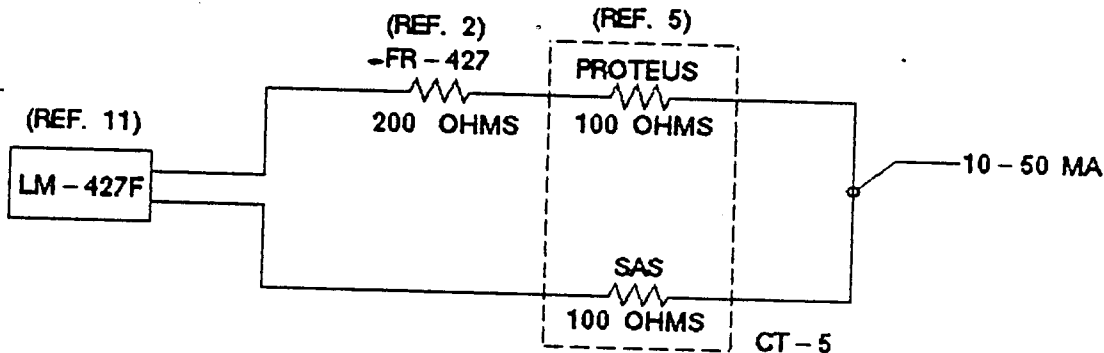 (REF. 2)
-FR-427
200 OHMS
(REF. 5)
PROTEUS
100 OHMS
(REF. 11)
LM-427F
10-50 MA
SAS
100 OHMS
CT-5